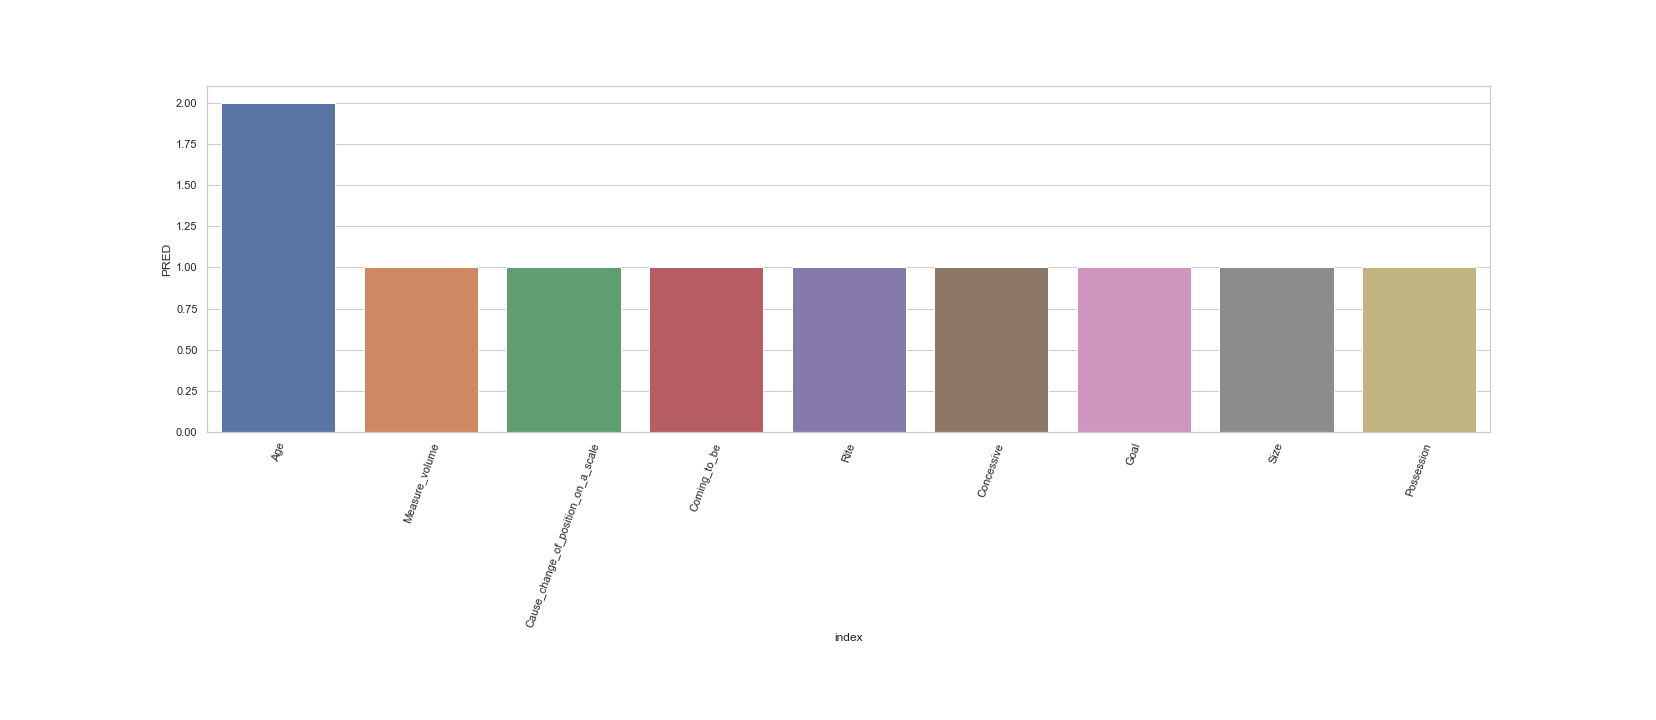 2.00
1.75
1.50
1.25
1.00
0.75
0.50
0.25
0.00
PRED
Age
Measure_volume
Cause_change_of_position_on_a_scale
Coming_to_be
Rite
Concessive
Goal
Size
Possession
index